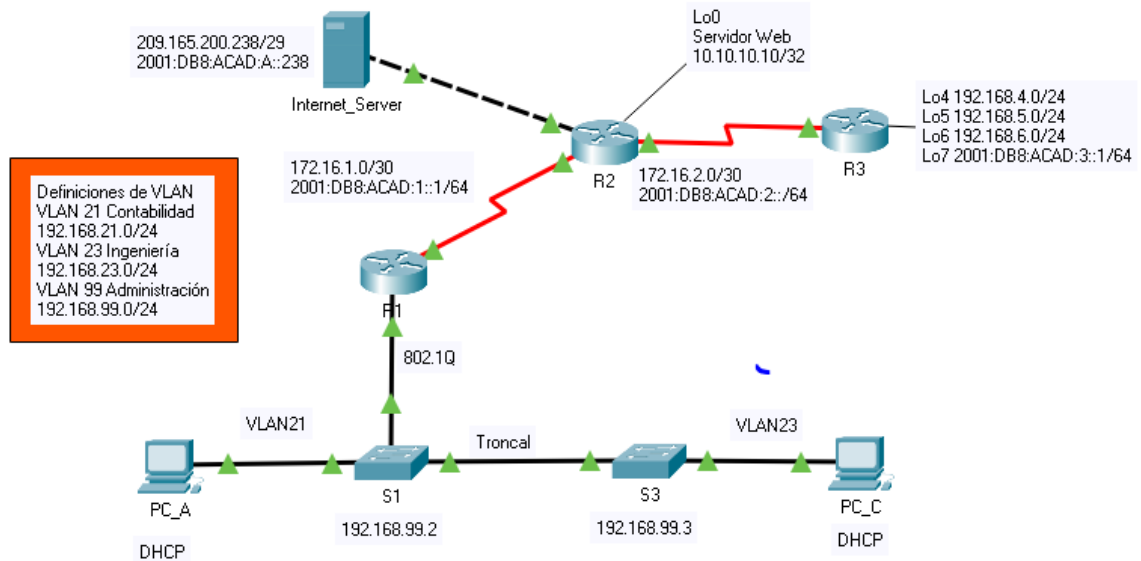 Lo0
Servidor Web
10.10.10.10/32
209.165.200.238/29
2001:DB8:ACAD:A::238
Internet_Server
Lo4 192.168.4.0/24
Lo5 192.168.5.0/24
Lo6 192.168.6.0/24
Lo7 2001:DB8:ACAD:3::1/64
R3
172.16.1.0/30
2001:DB8:ACAD:1::1/64
R2
172.16.2.0/30
2001:DB8:ACAD:2::/64
Definiciones de VLAN
VLAN 21 Contabilidad
192.168.21.0/24
VLAN 23 Ingeniería
192.168.23.0/24
VLAN 99 Administración
192.168.99.0/24
R1
802.1Q
VLAN21
Troncal
VLAN23
PC_A
S1
S3
PC_C
DHCP
192.168.99.2
192.168.99.3
DHCP